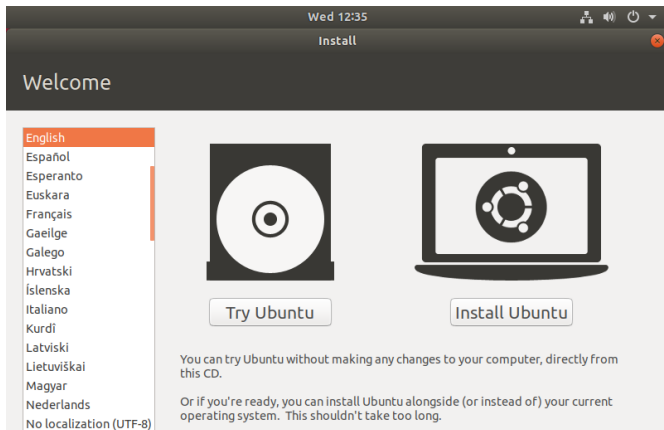 Wed 12:35
Install
Welcome
English
Español
Esperanto
Euskara
Français
Gaeilge
Galego
Hrvatski
Íslenska
Italiano
Kurdî
Latviski
Lietuviškai
Magyar
Nederlands
No localization (UTF-8)
Try Ubuntu
Install Ubuntu
You can try Ubuntu without making any changes to your computer, directly from
this CD.
Or if you're ready, you can install Ubuntu alongside (or instead of) your current
operating system. This shouldn't take too long.